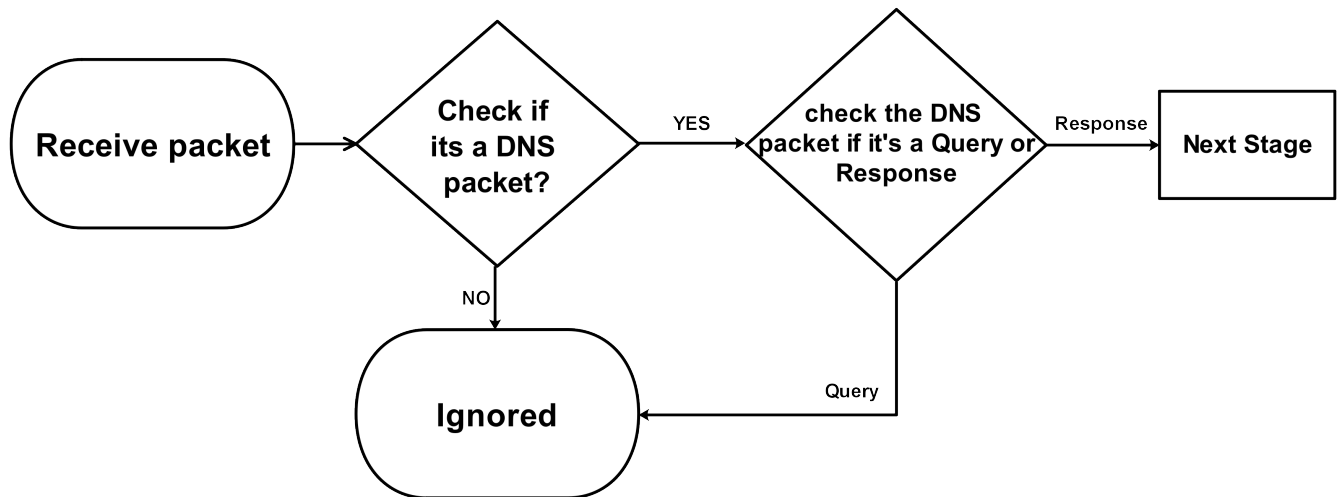 Receive packet
Check if
its a DNS
packet?
YES
check the DNS
packet if it's a Query or
Response
Response
Next Stage
NO
Ignored
Query